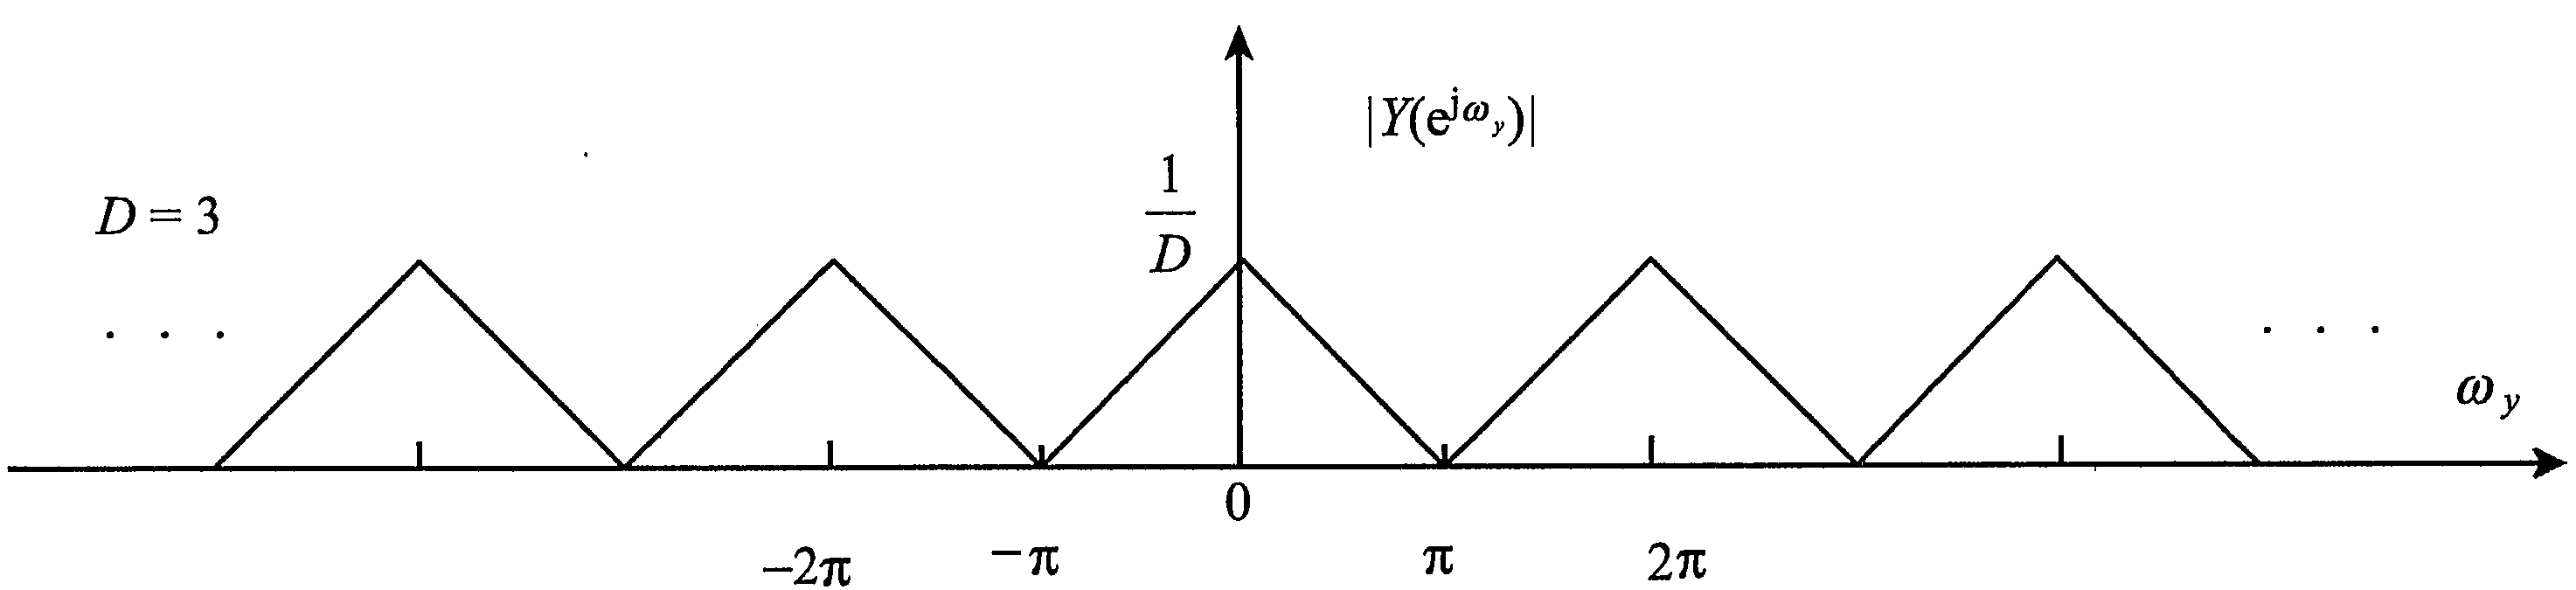 |Y(e^{jω_y})|
1
D
D = 3
. . .
. . .
ω_y
0
−2π
−π
π
2π